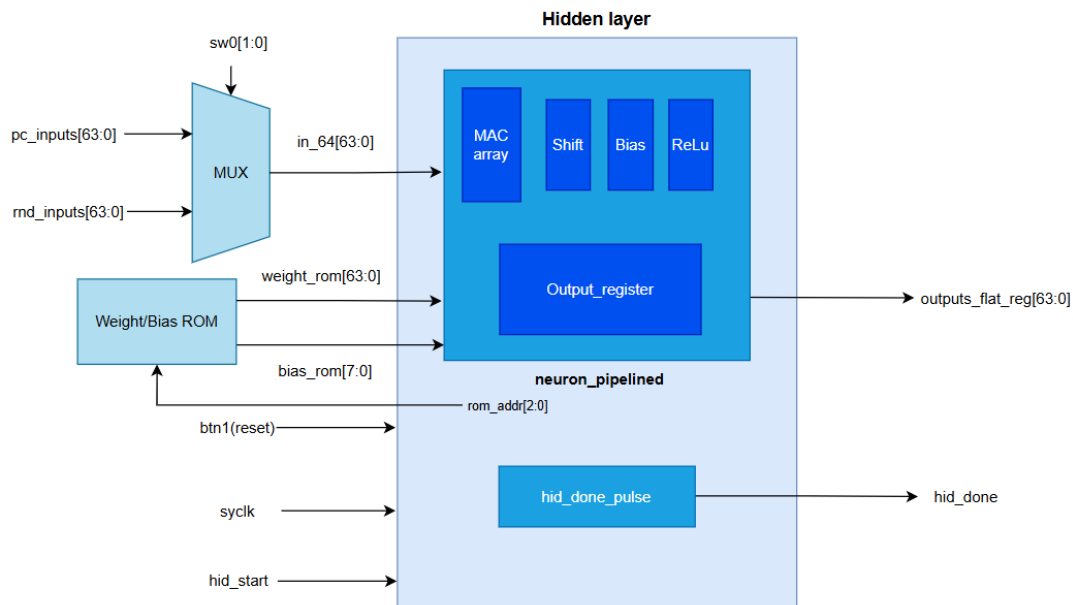 Hidden layer
sw0[1:0]
pc_inputs[63:0]
in_64[63:0]
MUX
rnd_inputs[63:0]
MAC
array
Shift
Bias
ReLu
weight_rom[63:0]
Weight/Bias ROM
Output_register
outputs_flat_reg[63:0]
bias_rom[7:0]
neuron_pipelined
rom_addr[2:0]
btn1(reset)
hid_done_pulse
hid_done
syclk
hid_start